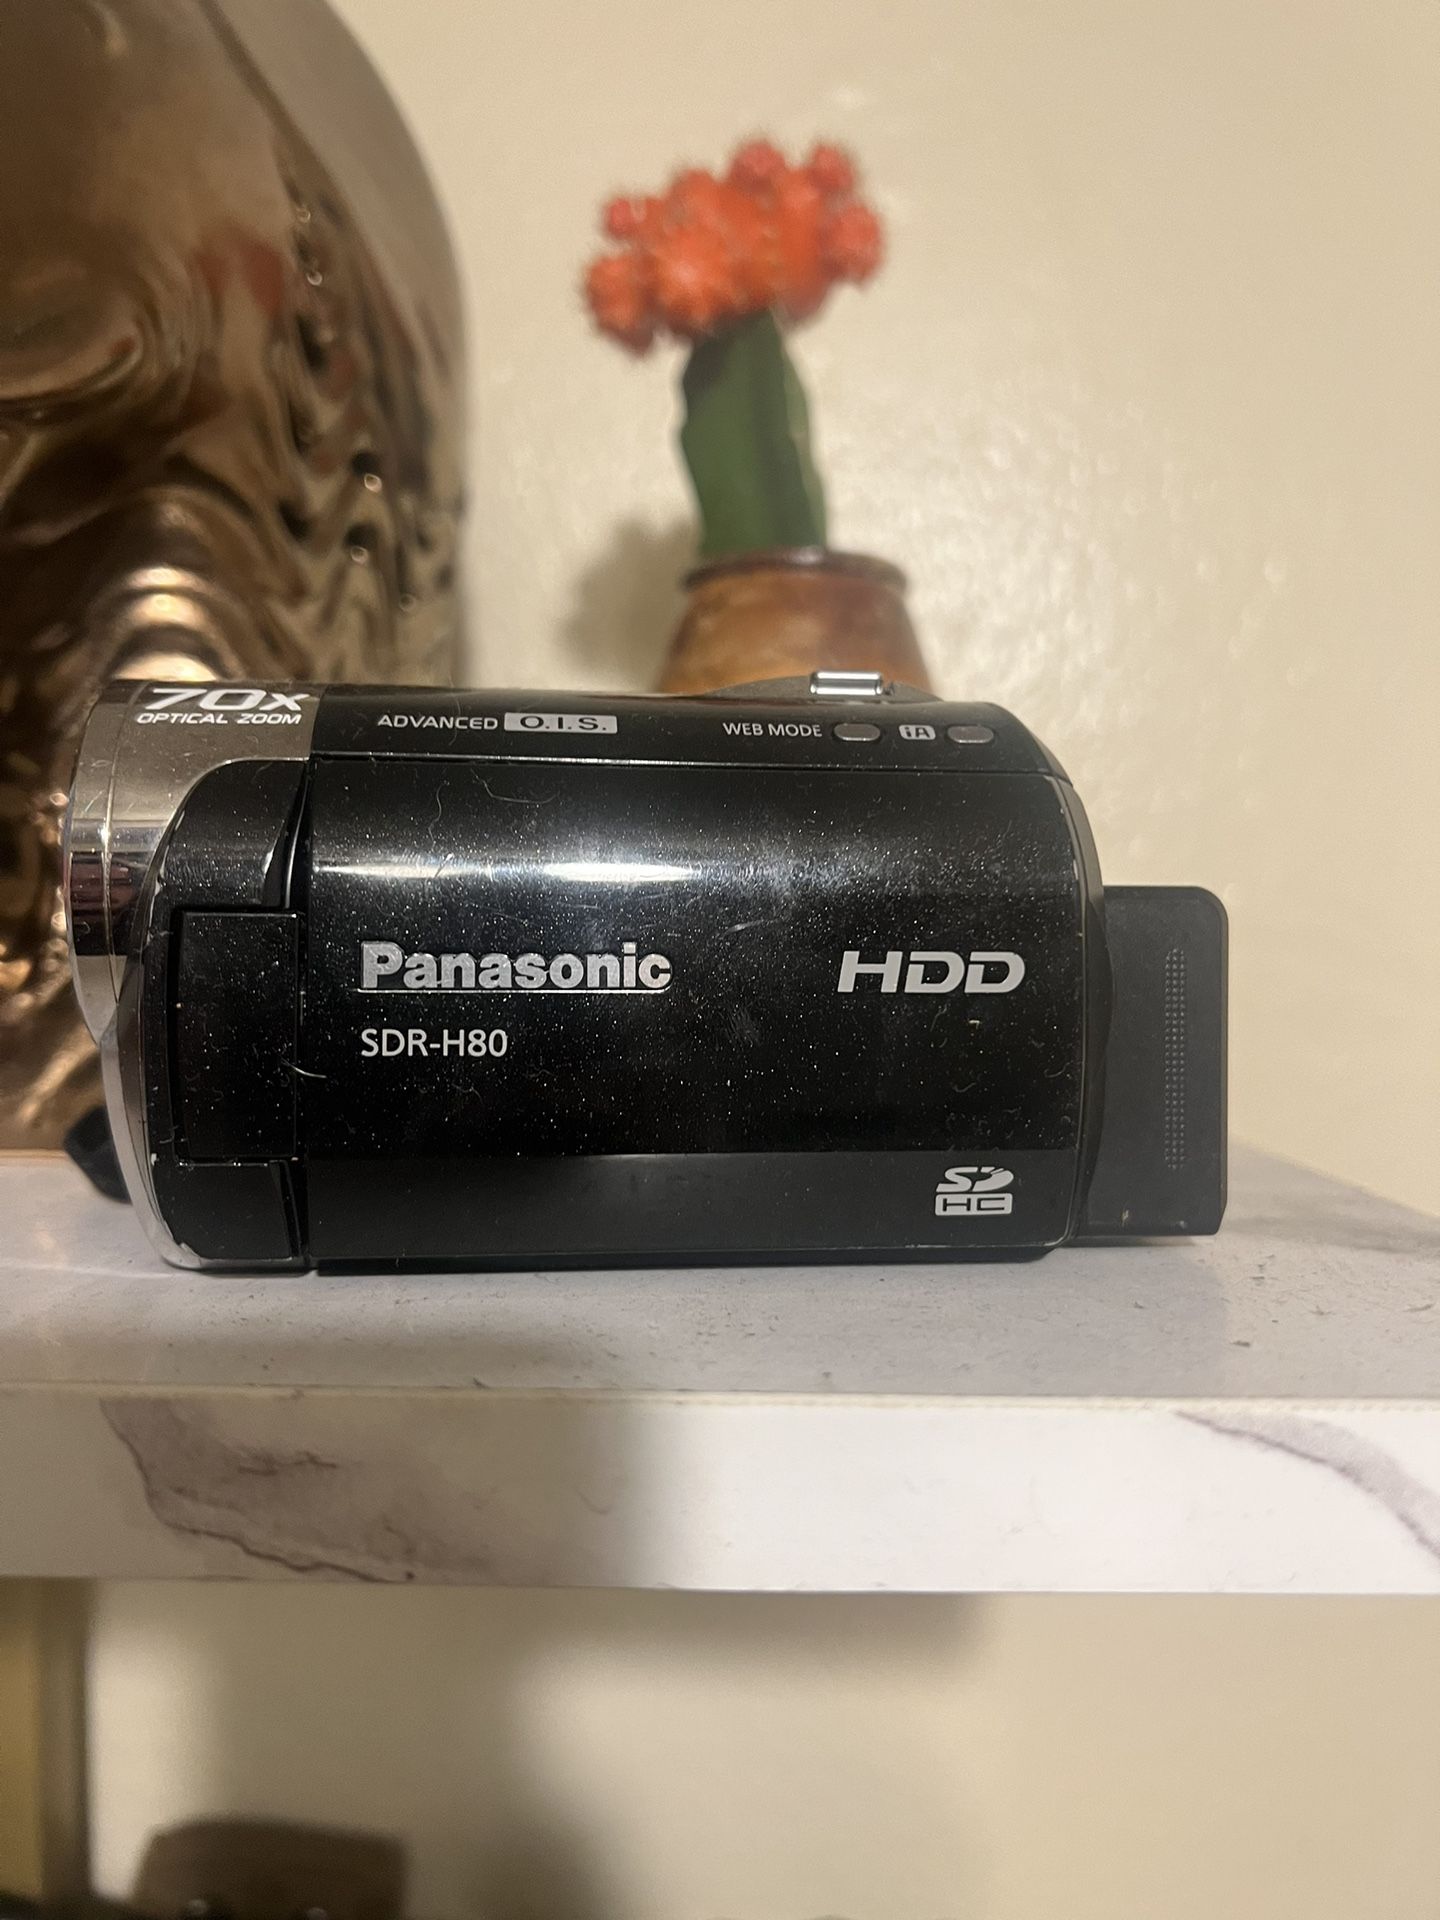 70x
OPTICAL ZOOM
ADVANCED O.I.S.
WEB MODE iA
Panasonic HDD
SDR-H80
SD
HC